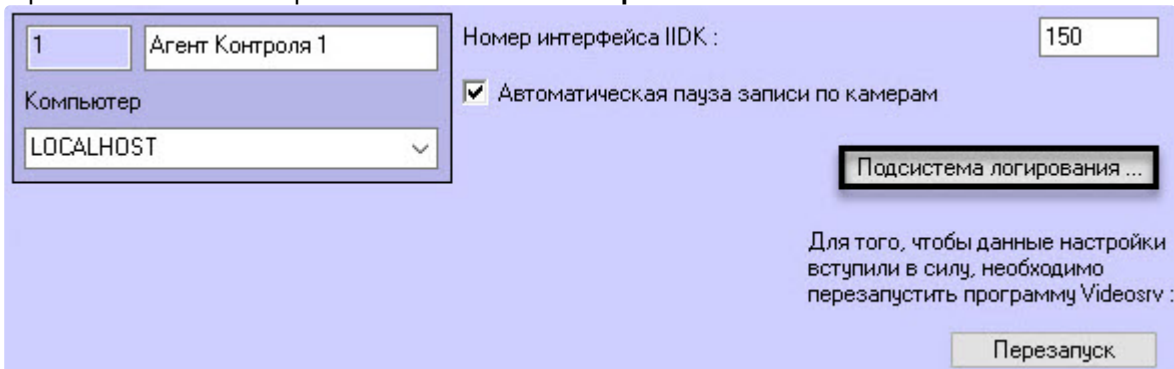 1
Агент Контроля 1
Номер интерфейса IIDK :
150
Компьютер
Автоматическая пауза записи по камерам
LOCALHOST
Подсистема логирования ...
Для того, чтобы данные настройки
вступили в силу, необходимо
перезапустить программу Videosrv :
Перезапуск